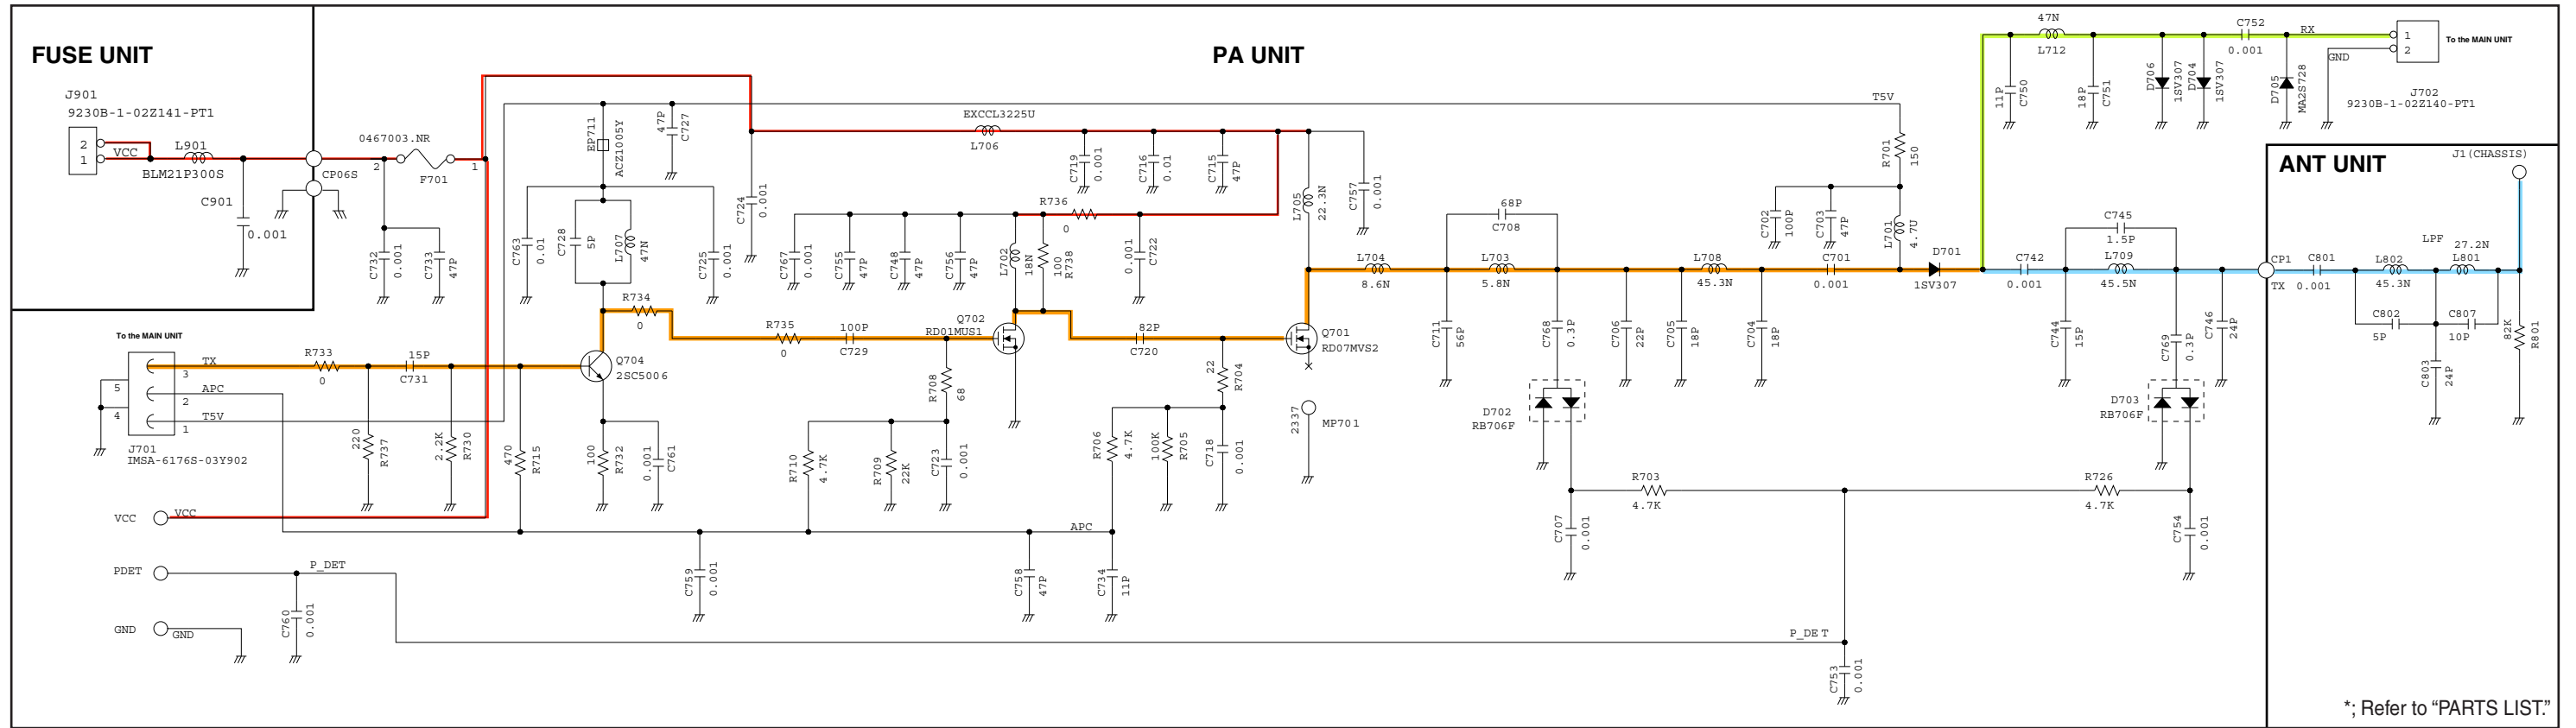 FUSE UNIT
J901
9230B-1-02Z141-PT1
2
1
VCC
L901
BLM21P300S
C901
0.001
CP06S
PA UNIT
0467003.NR
2
F701
1
C732
0.001
C733
47P
EP711
ACZ1005Y
47P
C727
C763
0.01
C728
5P
L707
47N
C725
0.001
C724
0.001
EXCCL3225U
L706
C719
0.001
C716
0.01
C715
47P
C767
0.001
C755
47P
C748
47P
C756
47P
L702
18N
100
R738
R736
0
0.001
C722
L705
22.3N
C757
0.001
T5V
R701
150
C702
100P
C703
47P
L701
4.7U
47N
L712
11P
C750
18P
C751
D706
1SV307
D704
1SV307
C752
0.001
RX
D705
MA2S728
GND
1
2
To the MAIN UNIT
J702
9230B-1-02Z140-PT1
ANT UNIT
J1(CHASSIS)
To the MAIN UNIT
TX
3
APC
2
T5V
1
5
4
J701
IMSA-6176S-03Y902
R733
0
15P
C731
220
R737
2.2K
R730
470
R715
Q704
2SC5006
R734
0
100
R732
0.001
C761
R735
0
100P
C729
Q702
RD01MUS1
R708
68
R710
4.7K
R709
22K
C723
0.001
82P
C720
22
R704
R706
4.7K
100K
R705
C718
0.001
Q701
RD07MVS2
2337
MP701
L704
8.6N
68P
C708
L703
5.8N
C711
56P
C768
0.3P
D702
RB706F
C706
22P
C705
18P
L708
45.3N
C704
18P
C701
0.001
D701
1SV307
C742
0.001
C745
1.5P
L709
45.5N
C744
15P
C769
0.3P
C746
24P
D703
RB706F
CP1
TX
C801
0.001
LPF
L802
45.3N
27.2N
L801
C802
5P
C807
10P
C803
24P
82K
R801
R703
4.7K
R726
4.7K
C707
0.001
C754
0.001
VCC
VCC
APC
C759
0.001
C758
47P
C734
11P
PDET
P_DET
C760
0.001
GND
GND
P_DET
C753
0.001
*; Refer to “PARTS LIST.”